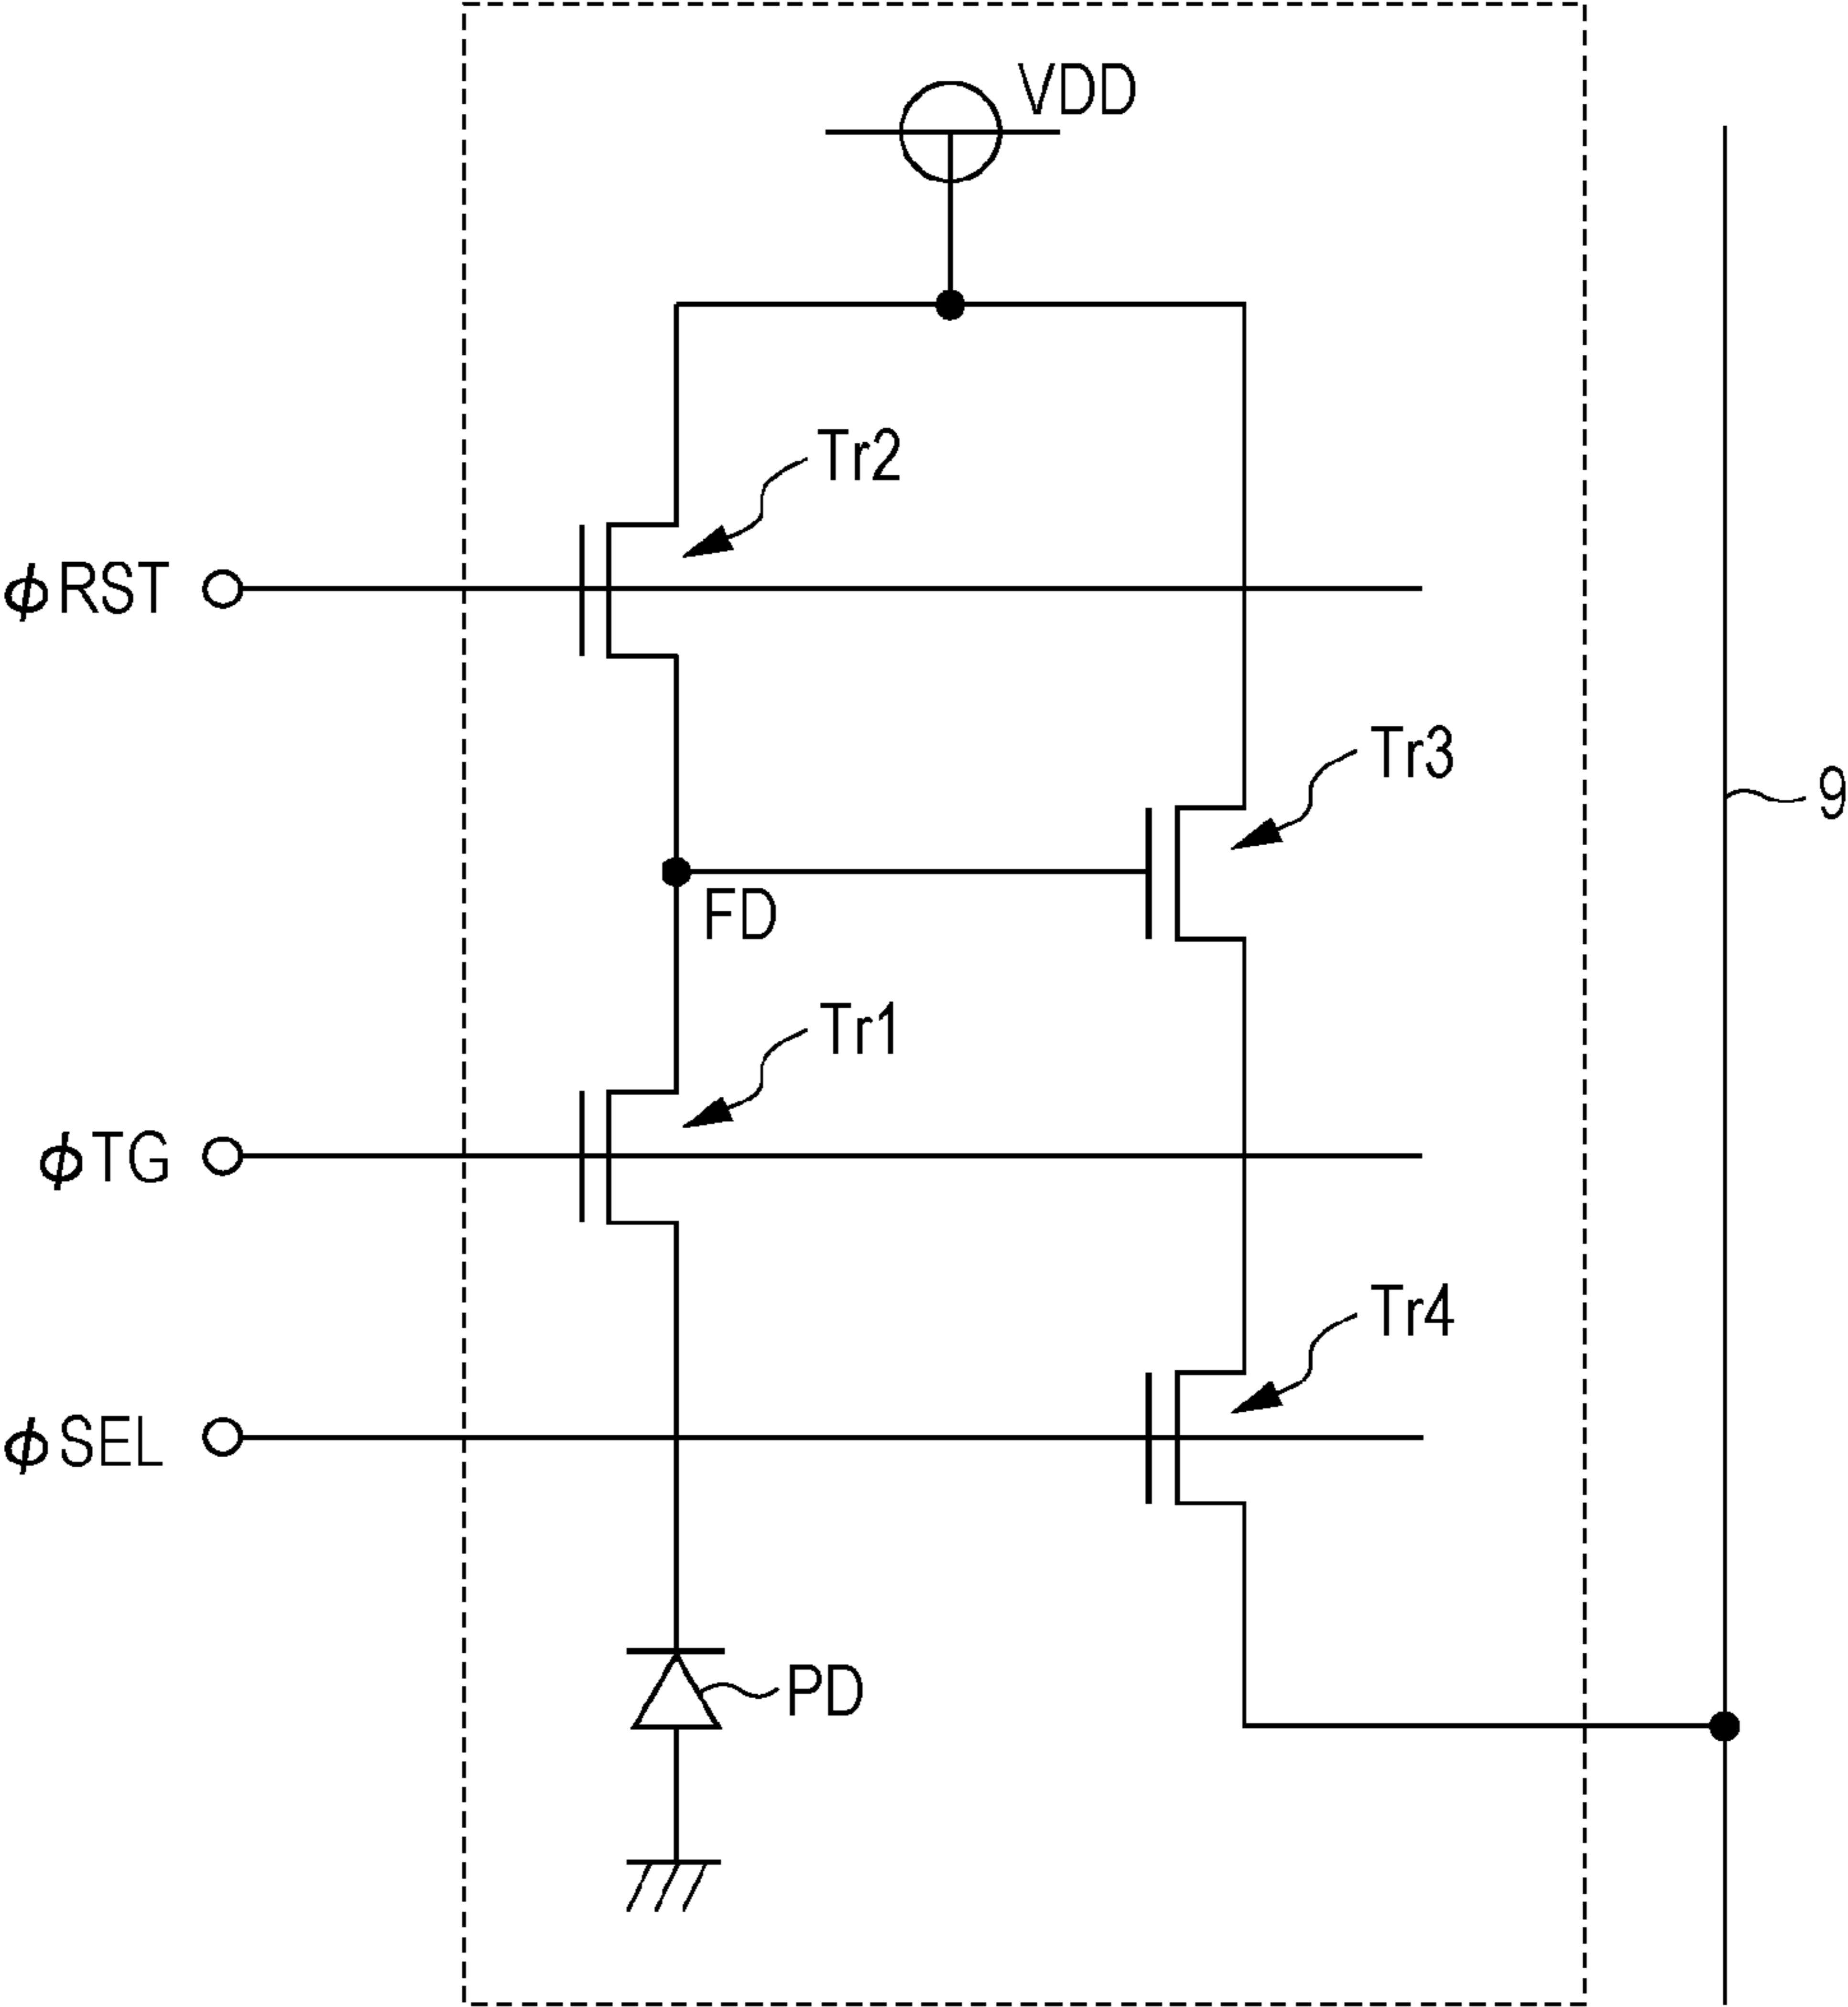 VDD
Tr2
ϕRST
Tr3
9
FD
Tr1
ϕTG
Tr4
ϕSEL
PD